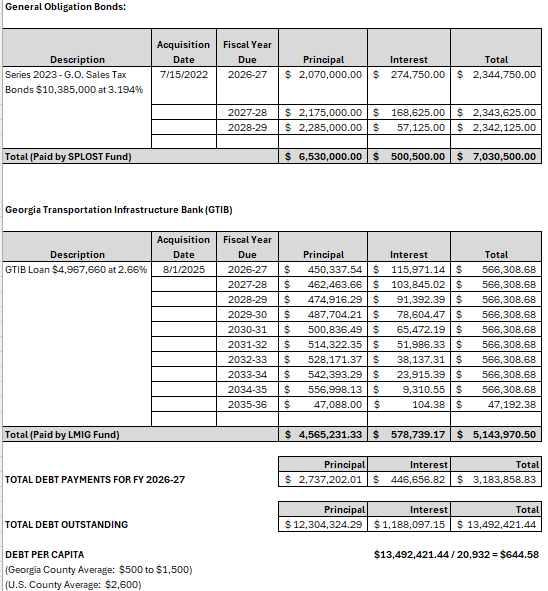 General Obligation Bonds:
Acquisition Fiscal Year
Description Date Due Principal Interest Total
Series 2023 - G.O. Sales Tax 7/15/2022 2026-27 $ 2,070,000.00 $ 274,750.00 $ 2,344,750.00
Bonds $10,385,000 at 3.194%
2027-28 $ 2,175,000.00 $ 168,625.00 $ 2,343,625.00
2028-29 $ 2,285,000.00 $ 57,125.00 $ 2,342,125.00
Total (Paid by SPLOST Fund) $ 6,530,000.00 $ 500,500.00 $ 7,030,500.00
Georgia Transportation Infrastructure Bank (GTIB)
Acquisition Fiscal Year
Description Date Due Principal Interest Total
GTIB Loan $4,967,660 at 2.66% 8/1/2025 2026-27 $ 450,337.54 $ 115,971.14 $ 566,308.68
2027-28 $ 462,463.66 $ 103,845.02 $ 566,308.68
2028-29 $ 474,916.29 $ 91,392.39 $ 566,308.68
2029-30 $ 487,704.21 $ 78,604.47 $ 566,308.68
2030-31 $ 500,836.49 $ 65,472.19 $ 566,308.68
2031-32 $ 514,322.35 $ 51,986.33 $ 566,308.68
2032-33 $ 528,171.37 $ 38,137.31 $ 566,308.68
2033-34 $ 542,393.29 $ 23,915.39 $ 566,308.68
2034-35 $ 556,998.13 $ 9,310.55 $ 566,308.68
2035-36 $ 47,088.00 $ 104.38 $ 47,192.38
Total (Paid by LMIG Fund) $ 4,565,231.33 $ 578,739.17 $ 5,143,970.50
Principal Interest Total
TOTAL DEBT PAYMENTS FOR FY 2026-27 $ 2,737,202.01 $ 446,656.82 $ 3,183,858.83
Principal Interest Total
TOTAL DEBT OUTSTANDING $ 12,304,324.29 $ 1,188,097.15 $ 13,492,421.44
DEBT PER CAPITA $13,492,421.44 / 20,932 = $644.58
(Georgia County Average: $500 to $1,500)
(U.S. County Average: $2,600)